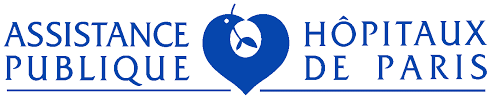 ASSISTANCE
PUBLIQUE
HÔPITAUX
DE PARIS